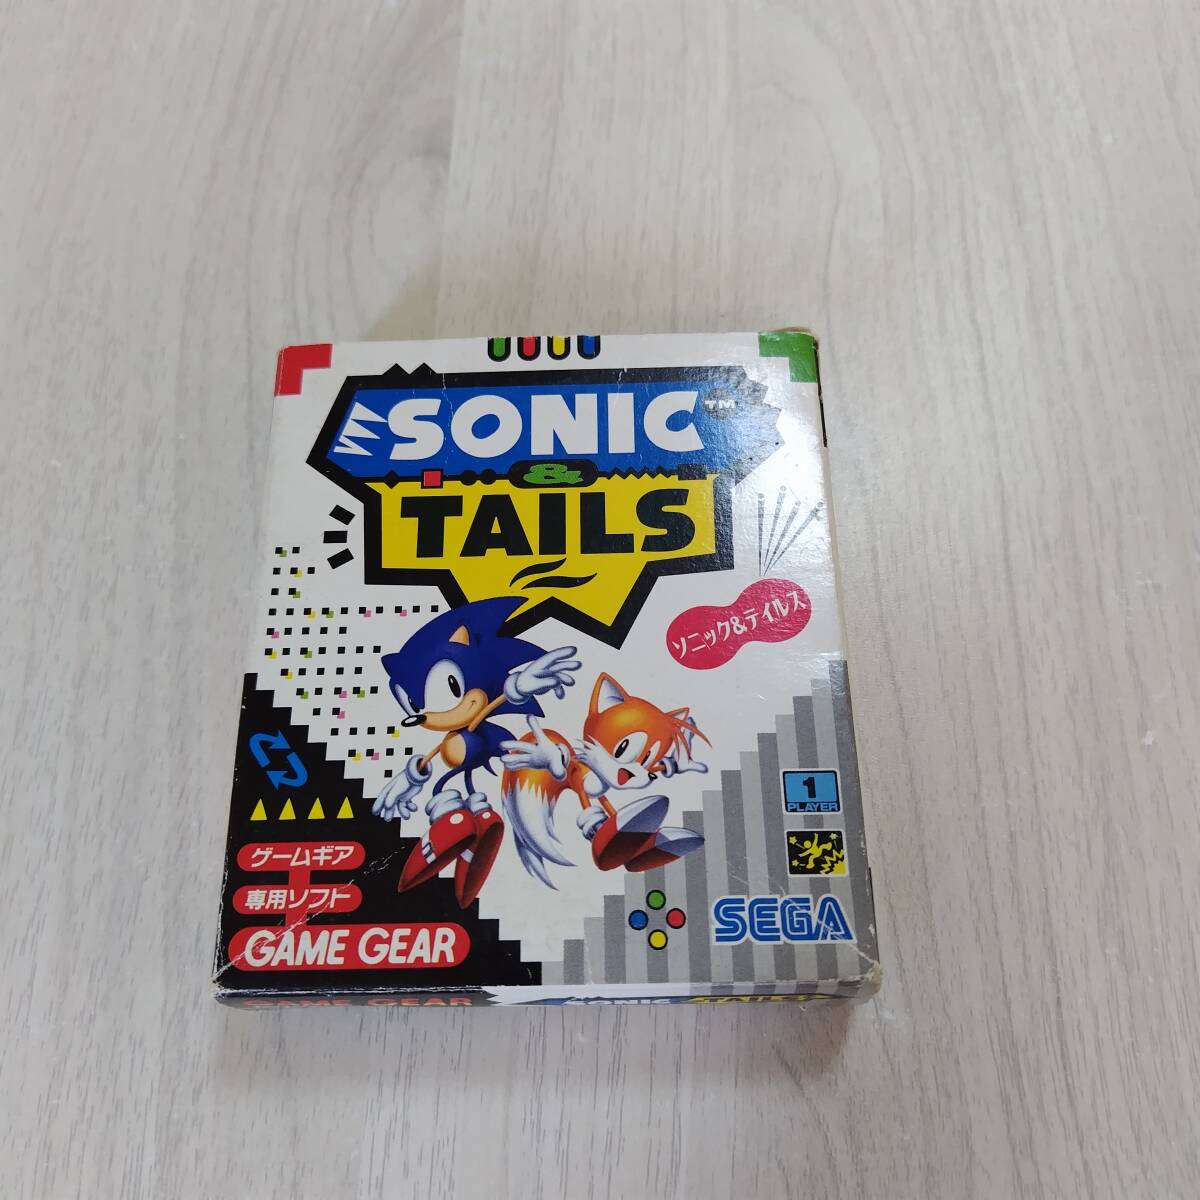 SONIC™
&
TAILS
ソニック&テイルス
1
PLAYER
ゲームギア
専用ソフト
GAME GEAR
SEGA
GAME GEAR
SONIC
TAILS